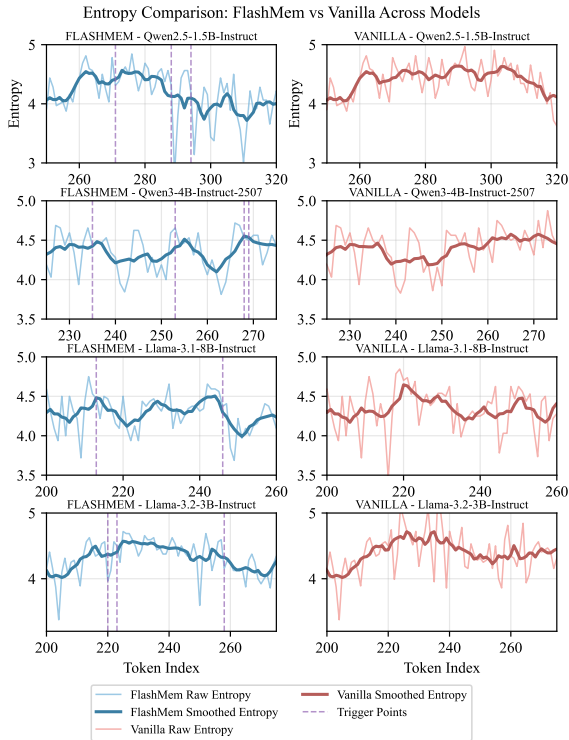 Entropy Comparison: FlashMem vs Vanilla Across Models
FLASHMEM - Qwen2.5-1.5B-Instruct
VANILLA - Qwen2.5-1.5B-Instruct
Entropy
5
4
3
260 280 300 320
5
4
3
260 280 300 320
FLASHMEM - Qwen3-4B-Instruct-2507
VANILLA - Qwen3-4B-Instruct-2507
5.0
4.5
4.0
3.5
230 240 250 260 270
5.0
4.5
4.0
3.5
230 240 250 260 270
FLASHMEM - Llama-3.1-8B-Instruct
VANILLA - Llama-3.1-8B-Instruct
5.0
4.5
4.0
3.5
200 220 240 260
5.0
4.5
4.0
3.5
200 220 240 260
FLASHMEM - Llama-3.2-3B-Instruct
VANILLA - Llama-3.2-3B-Instruct
5
4
200 220 240 260
5
4
200 220 240 260
Token Index
Token Index
FlashMem Raw Entropy
FlashMem Smoothed Entropy
Vanilla Raw Entropy
Vanilla Smoothed Entropy
Trigger Points